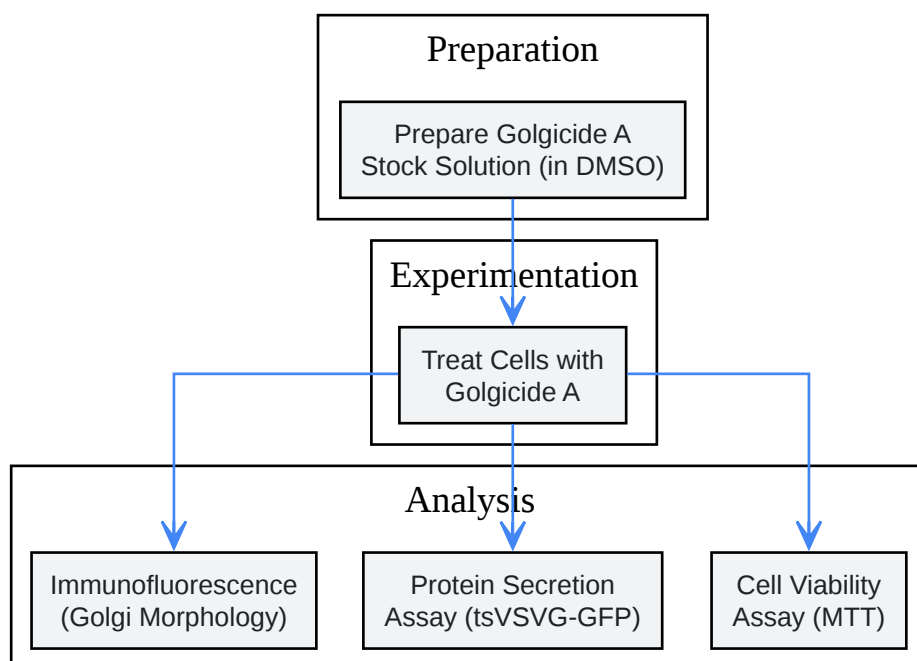 Preparation
Prepare Golgicide A
Stock Solution (in DMSO)
Experimentation
Treat Cells with
Golgicide A
Analysis
Immunofluorescence
(Golgi Morphology)
Protein Secretion
Assay (tsVSVG-GFP)
Cell Viability
Assay (MTT)